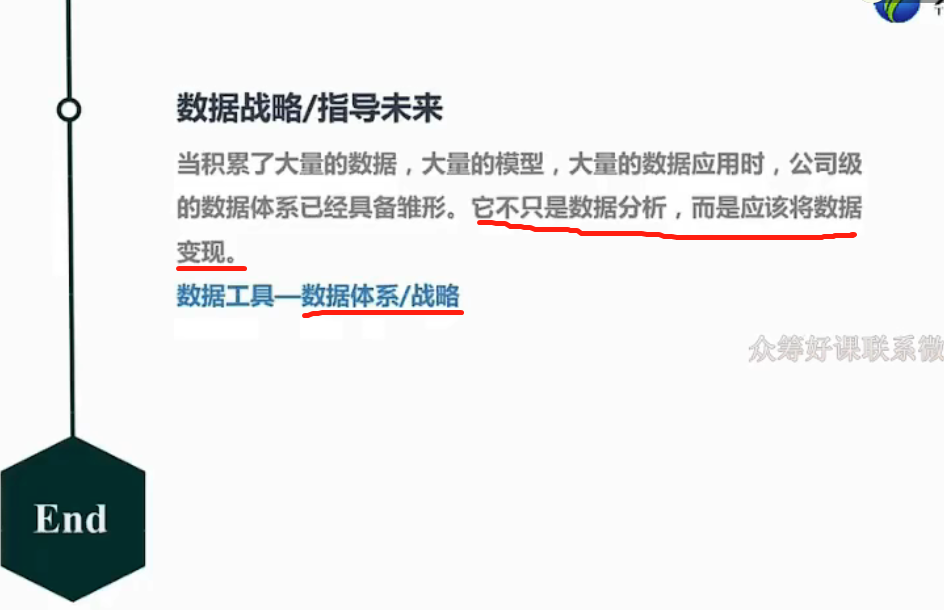 数据战略/指导未来
当积累了大量的数据，大量的模型，大量的数据应用时，公司级
的数据体系已经具备雏形。它不只是数据分析，而是应该将数据
变现。
数据工具—数据体系/战略
众筹好课联系微
End